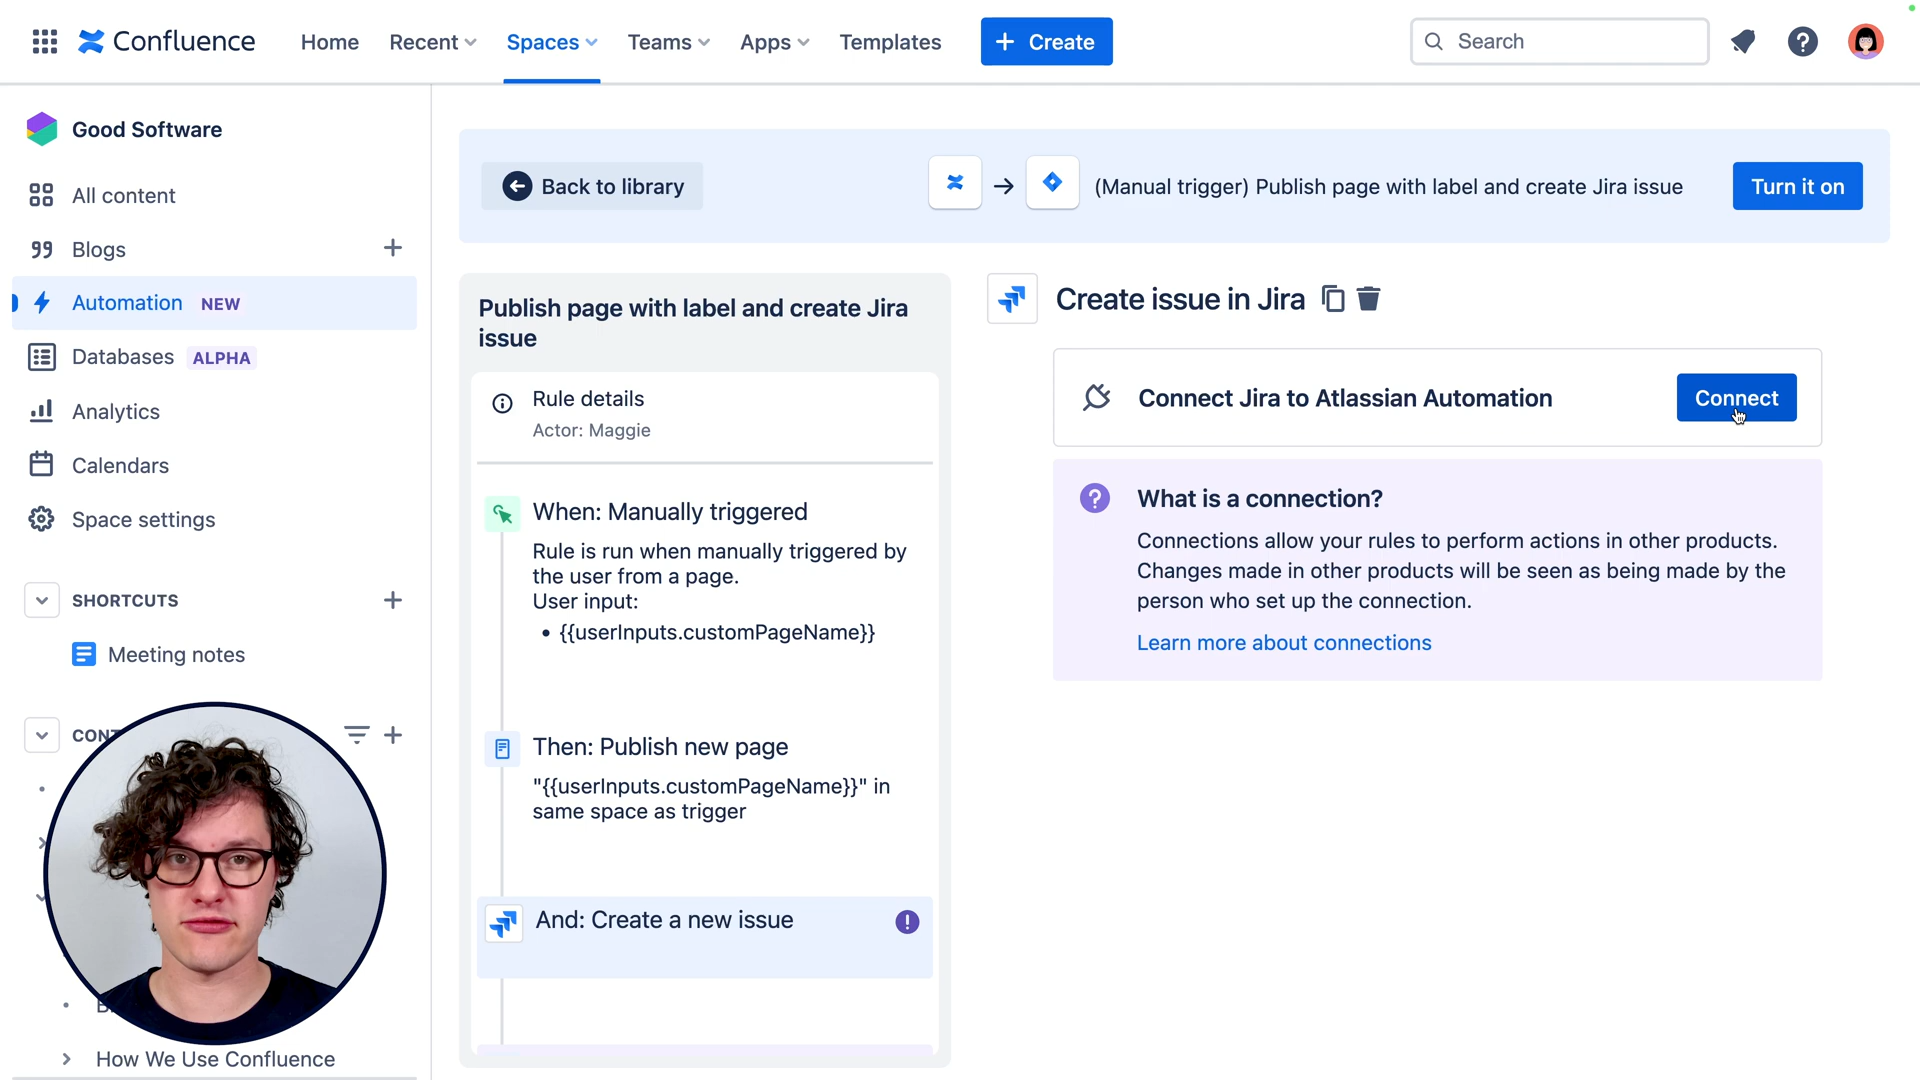 Confluence
Home
Recent
Spaces
Teams
Apps
Templates
+ Create
Search
Good Software
All content
Blogs
Automation NEW
Databases ALPHA
Analytics
Calendars
Space settings
SHORTCUTS
Meeting notes
How We Use Confluence
Back to library
(Manual trigger) Publish page with label and create Jira issue
Turn it on
Publish page with label and create Jira
issue
Rule details
Actor: Maggie
When: Manually triggered
Rule is run when manually triggered by
the user from a page.
User input:
• {{userInputs.customPageName}}
Then: Publish new page
"{{userInputs.customPageName}}" in
same space as trigger
And: Create a new issue
Create issue in Jira
Connect Jira to Atlassian Automation
Connect
What is a connection?
Connections allow your rules to perform actions in other products.
Changes made in other products will be seen as being made by the
person who set up the connection.
Learn more about connections